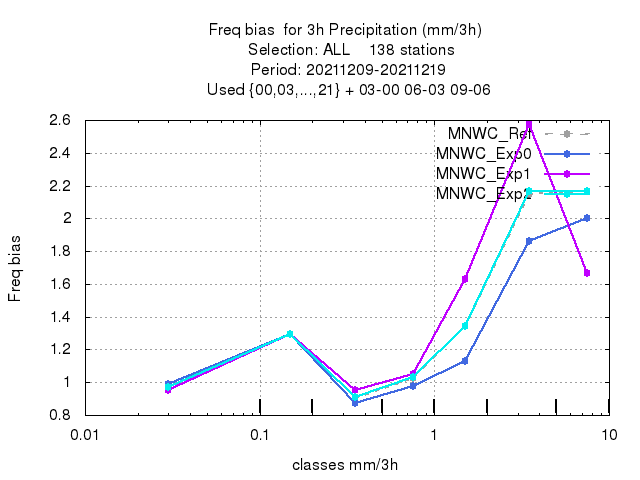 Freq bias  for 3h Precipitation (mm/3h)
Selection: ALL    138 stations
Period: 20211209-20211219
Used {00,03,...,21} + 03-00 06-03 09-06
2.6
2.4
2.2
2
1.8
1.6
1.4
1.2
1
0.8
Freq bias
MNWC_Ref
MNWC_Exp0
MNWC_Exp1
MNWC_Exp2
0.01 0.1 1 10
classes mm/3h